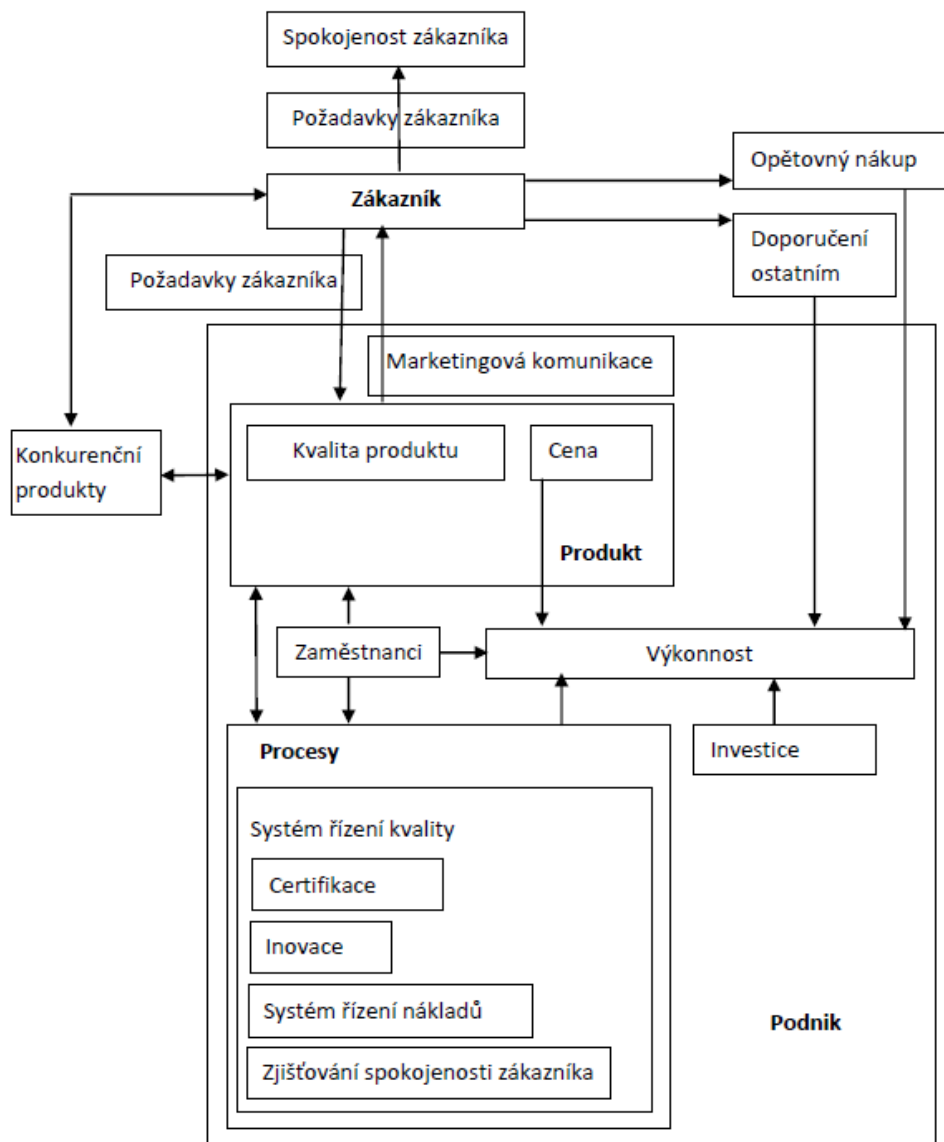 Spokojenost zákazníka
Požadavky zákazníka
Opětovný nákup
Zákazník
Doporučení
ostatním
Požadavky zákazníka
Marketingová komunikace
Konkurenční
produkty
Kvalita produktu
Cena
Produkt
Zaměstnanci
Výkonnost
Procesy
Investice
Systém řízení kvality
Certifikace
Inovace
Systém řízení nákladů
Podnik
Zjišťování spokojenosti zákazníka